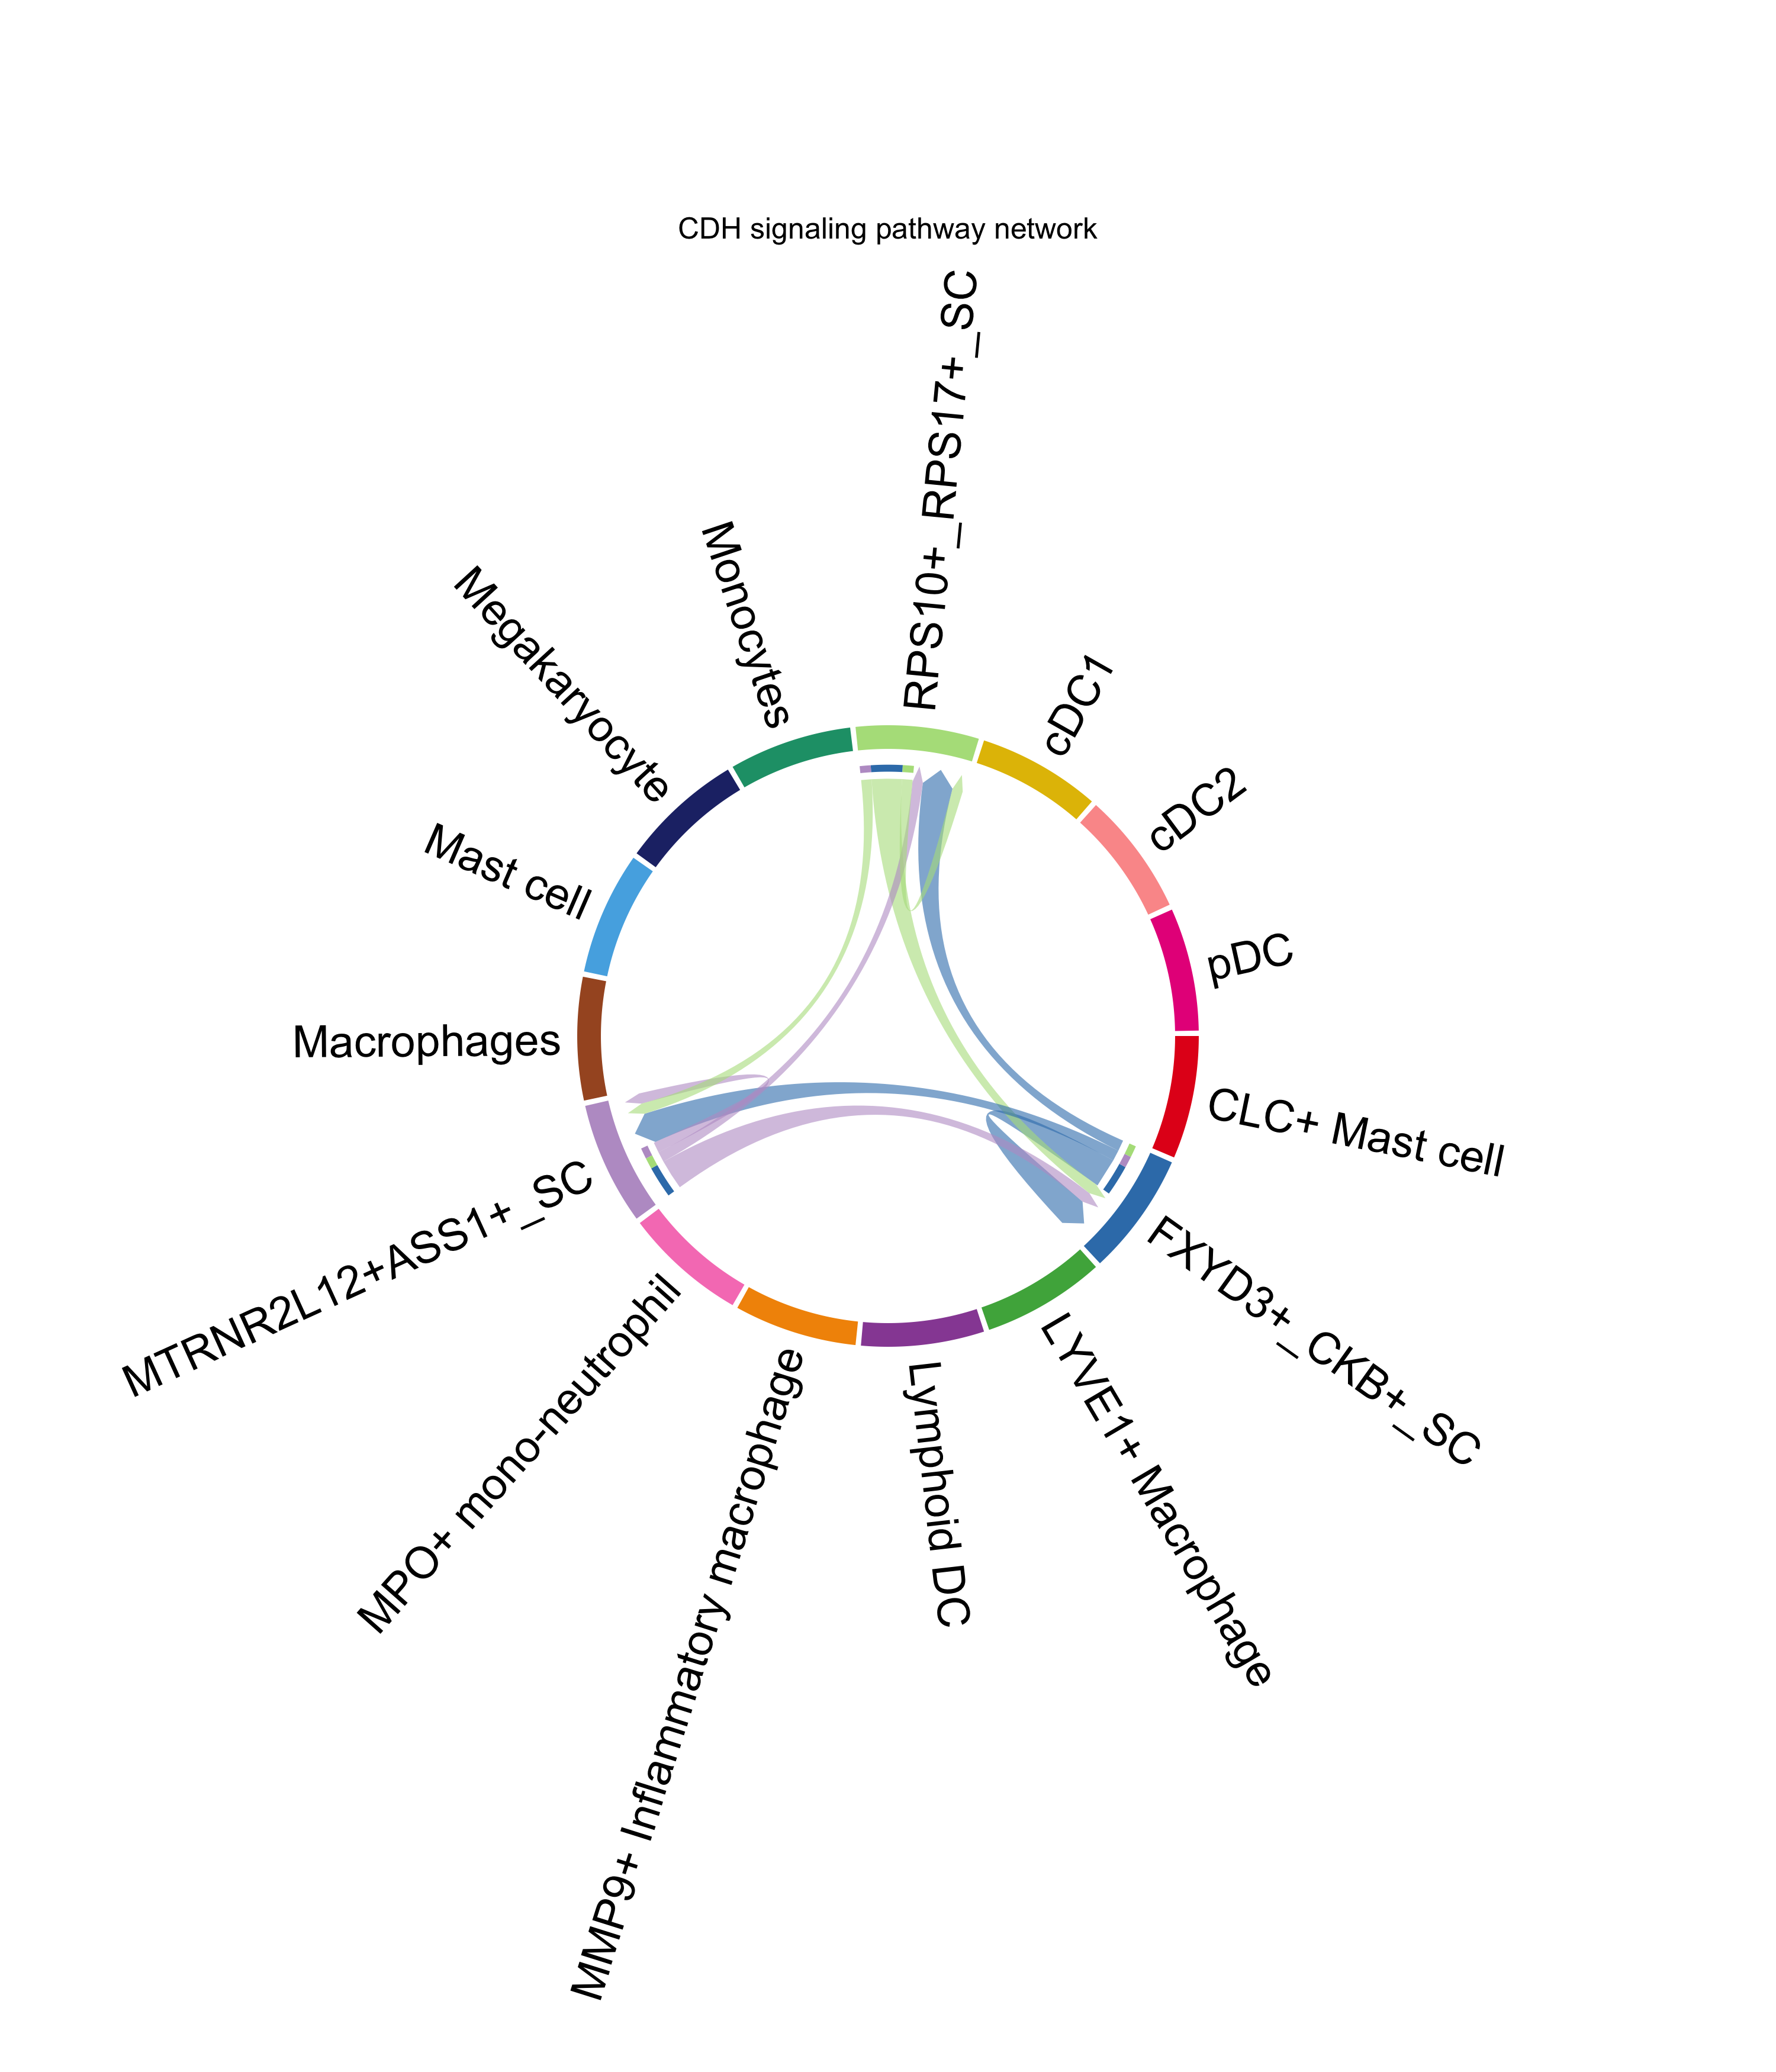 CDH signaling pathway network
RPS10+_RPS17+_SC
cDC1
cDC2
pDC
CLC+ Mast cell
FXYD3+_CKB+_SC
LYVE1+ Macrophage
Lymphoid DC
MMP9+ Inflammatory macrophage
MPO+ mono-neutrophil
MTRNR2L12+ASS1+_SC
Macrophages
Mast cell
Megakaryocyte
Monocytes